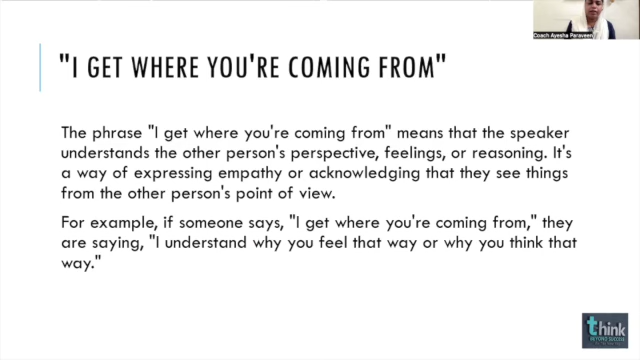 Coach Ayesha Paraveen
"I GET WHERE YOU'RE COMING FROM"
The phrase "I get where you're coming from" means that the speaker
understands the other person's perspective, feelings, or reasoning. It's
a way of expressing empathy or acknowledging that they see things
from the other person's point of view.
For example, if someone says, "I get where you're coming from," they
are saying, "I understand why you feel that way or why you think that
way."
think